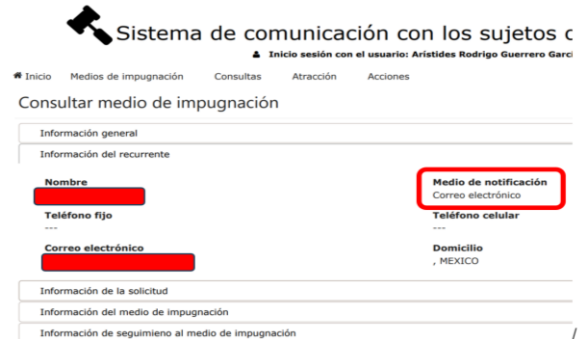 Sistema de comunicación con los sujetos
Inicio sesión con el usuario: Arístides Rodrigo Guerrero
Inicio Medios de impugnación Consultas Atracción Acciones
Consultar medio de impugnación
Información general
Información del recurrente
Nombre Medio de notificación
Correo electrónico
Teléfono fijo Teléfono celular
--- ---
Correo electrónico Domicilio
, MEXICO
Información de la solicitud
Información del medio de impugnación
Información de seguimieno al medio de impugnación